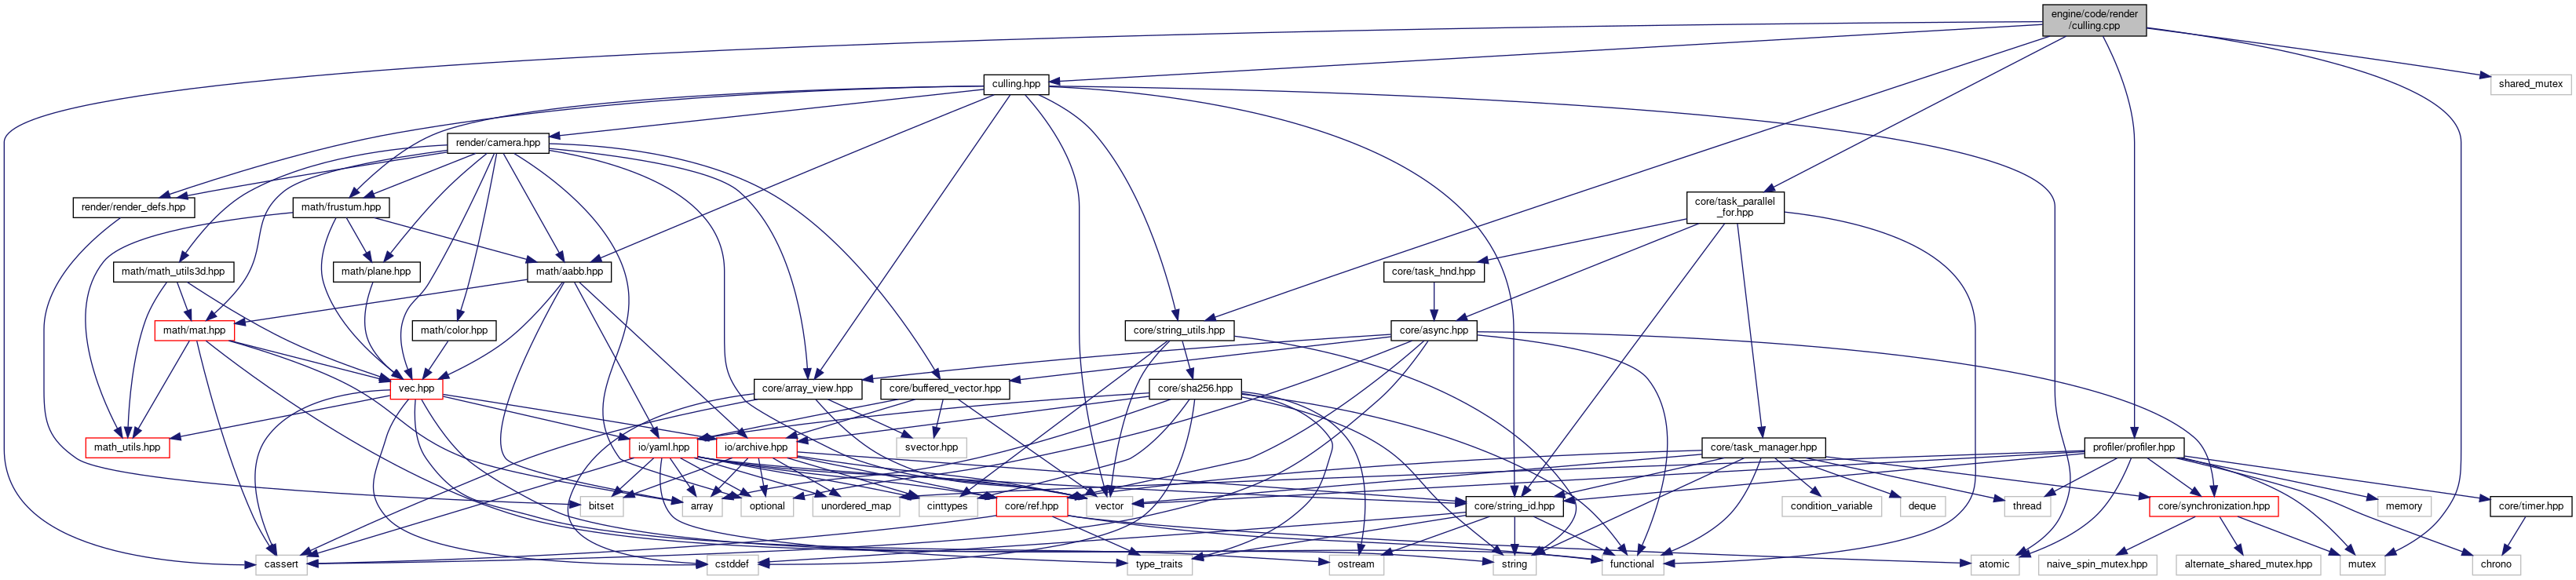 engine/code/render
/culling.cpp
culling.hpp
shared_mutex
render/camera.hpp
render/render_defs.hpp
math/frustum.hpp
core/task_parallel
_for.hpp
math/math_utils3d.hpp
math/plane.hpp
math/aabb.hpp
core/task_hnd.hpp
math/mat.hpp
math/color.hpp
core/string_utils.hpp
core/async.hpp
vec.hpp
core/array_view.hpp
core/buffered_vector.hpp
core/sha256.hpp
math_utils.hpp
io/yaml.hpp
io/archive.hpp
svector.hpp
core/task_manager.hpp
profiler/profiler.hpp
bitset
array
optional
unordered_map
cinttypes
core/ref.hpp
vector
core/string_id.hpp
condition_variable
deque
thread
core/synchronization.hpp
memory
core/timer.hpp
cassert
cstddef
type_traits
ostream
string
functional
atomic
naive_spin_mutex.hpp
alternate_shared_mutex.hpp
mutex
chrono